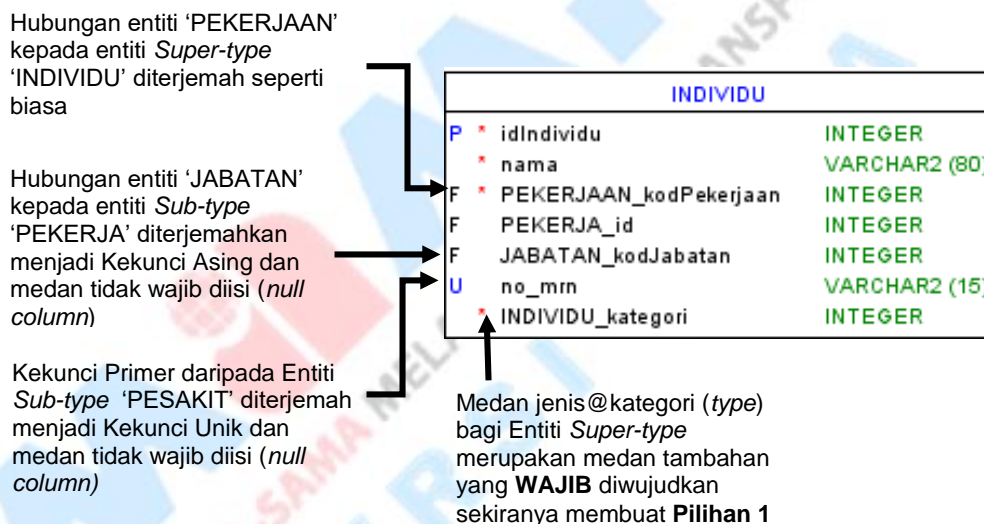 Hubungan entiti ‘PEKERJAAN’
kepada entiti Super-type
‘INDIVIDU’ diterjemah seperti
biasa
Hubungan entiti ‘JABATAN’
kepada entiti Sub-type
‘PEKERJA’ diterjemahkan
menjadi Kekunci Asing dan
medan tidak wajib diisi (null
column)
Kekunci Primer daripada Entiti
Sub-type ‘PESAKIT’ diterjemah
menjadi Kekunci Unik dan
medan tidak wajib diisi (null
column)
INDIVIDU
P * idIndividu INTEGER
* nama VARCHAR2 (80)
F * PEKERJAAN_kodPekerjaan INTEGER
F PEKERJA_id INTEGER
F JABATAN_kodJabatan INTEGER
U no_mrn VARCHAR2 (15)
* INDIVIDU_kategori INTEGER
Medan jenis@kategori (type)
bagi Entiti Super-type
merupakan medan tambahan
yang WAJIB diwujudkan
sekiranya membuat Pilihan 1